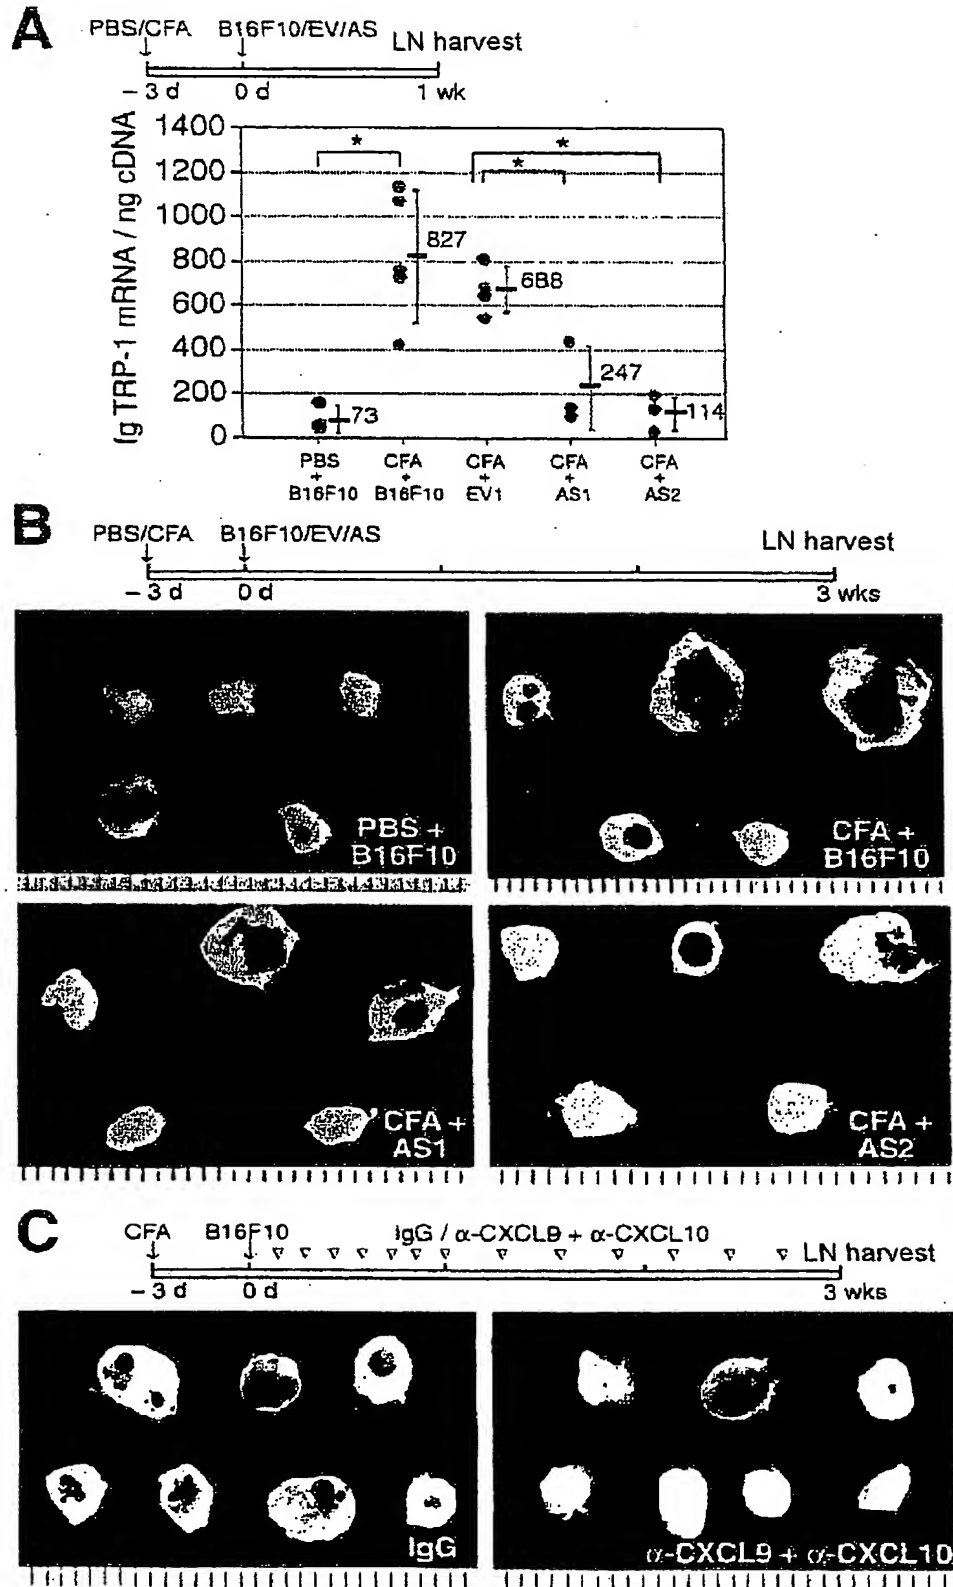 A
PBS/CFA B16F10/EV/AS LN harvest
– 3 d 0 d 1 wk
fg TRP-1 mRNA / ng cDNA
1400
1200
1000
800
600
400
200
0
* * *
827
688
247
73
114
PBS + B16F10
CFA + B16F10
CFA + EV1
CFA + AS1
CFA + AS2
B
PBS/CFA B16F10/EV/AS LN harvest
– 3 d 0 d 3 wks
PBS +
B16F10
CFA +
B16F10
CFA +
AS1
CFA +
AS2
C
CFA B16F10 IgG / α-CXCL9 + α-CXCL10
LN harvest
– 3 d 0 d 3 wks
IgG
α-CXCL9 + α-CXCL10